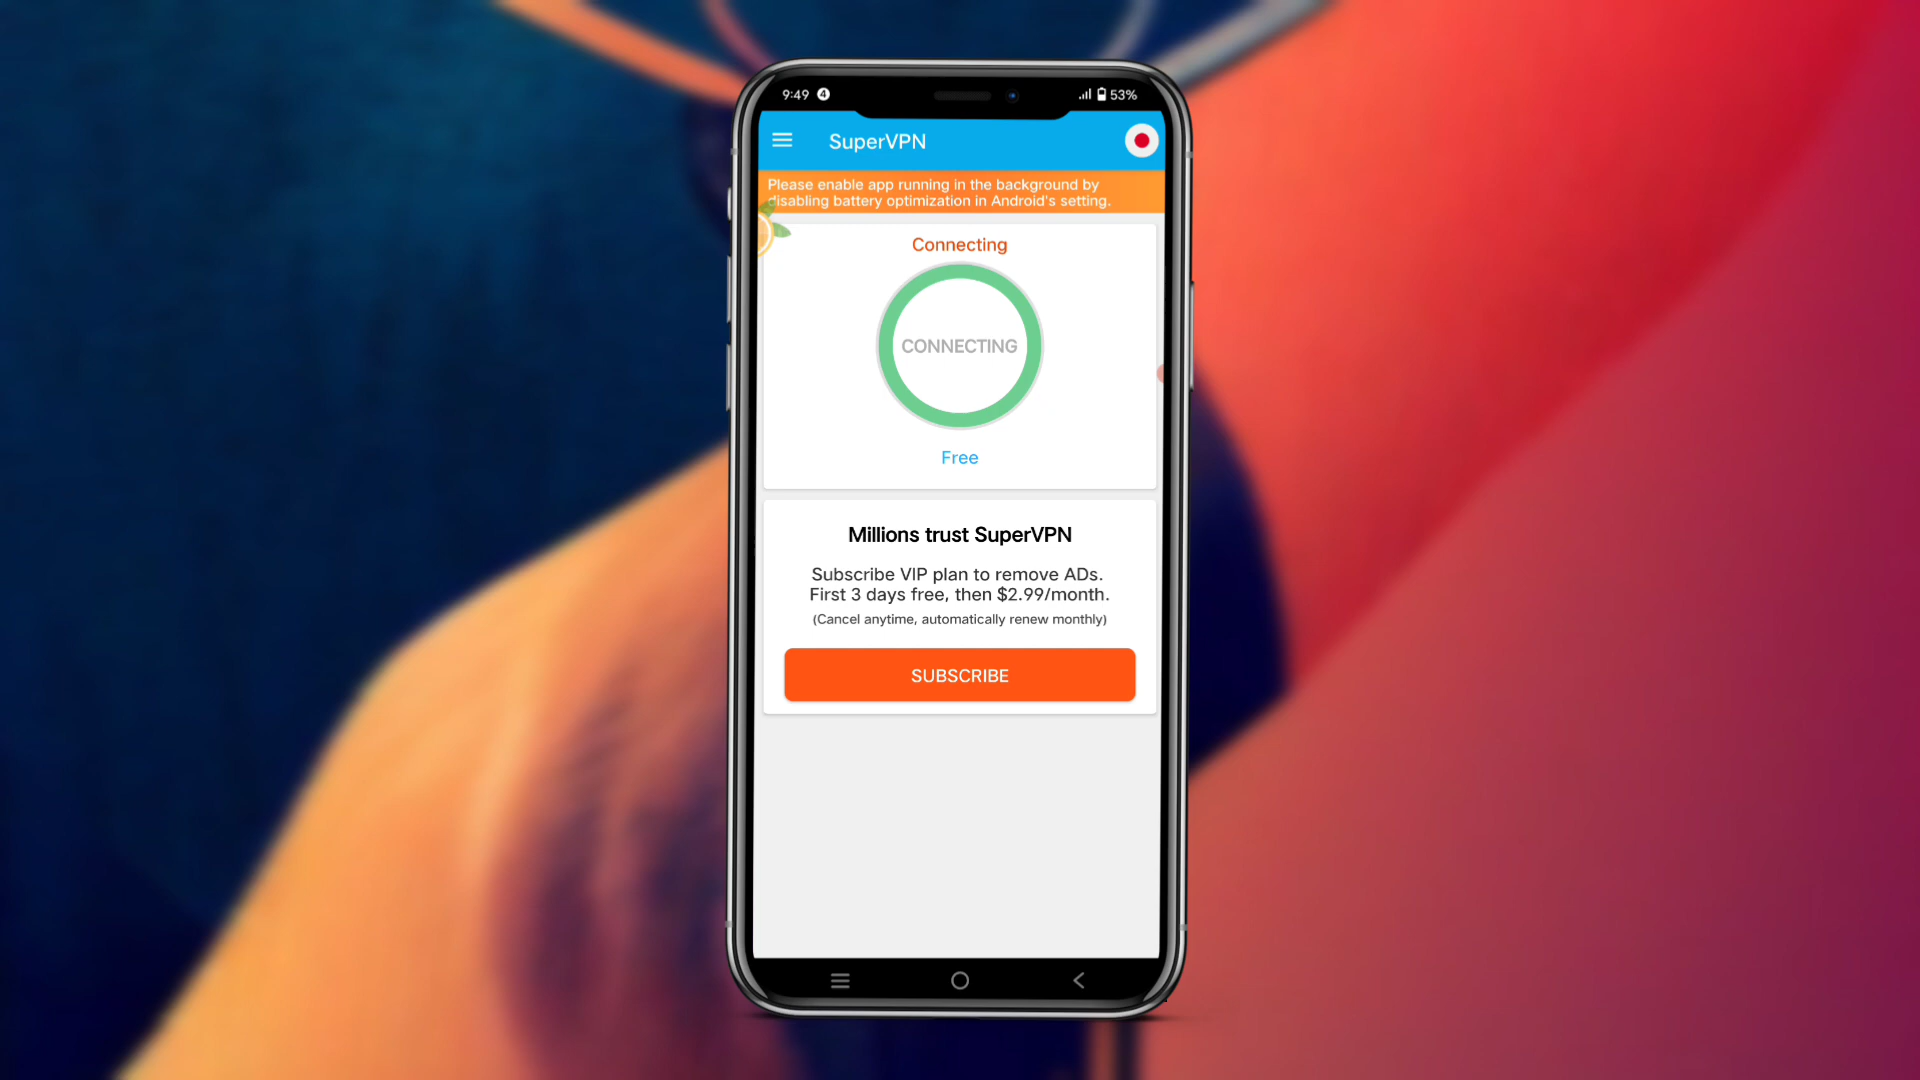 9:49 4 53%
SuperVPN
Please enable app running in the background by
disabling battery optimization in Android's setting.
Connecting
CONNECTING
Free
Millions trust SuperVPN
Subscribe VIP plan to remove ADs.
First 3 days free, then $2.99/month.
(Cancel anytime, automatically renew monthly)
SUBSCRIBE